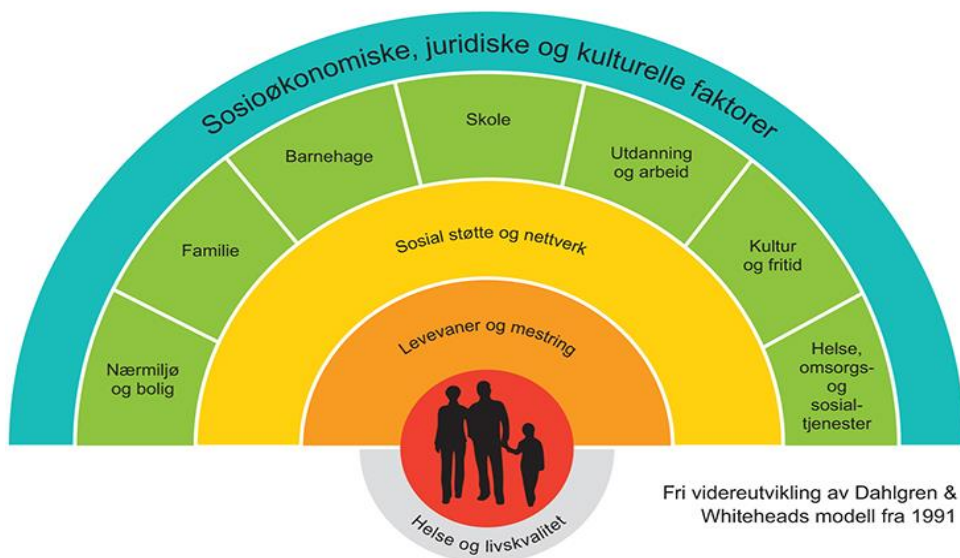 Sosioøkonomiske, juridiske og kulturelle faktorer
Nærmiljø
og bolig
Familie
Barnehage
Skole
Utdanning
og arbeid
Kultur
og fritid
Helse,
omsorgs-
og
sosial-
tjenester
Sosial støtte og nettverk
Levevaner og mestring
Helse og livskvalitet
Fri videreutvikling av Dahlgren &
Whiteheads modell fra 1991